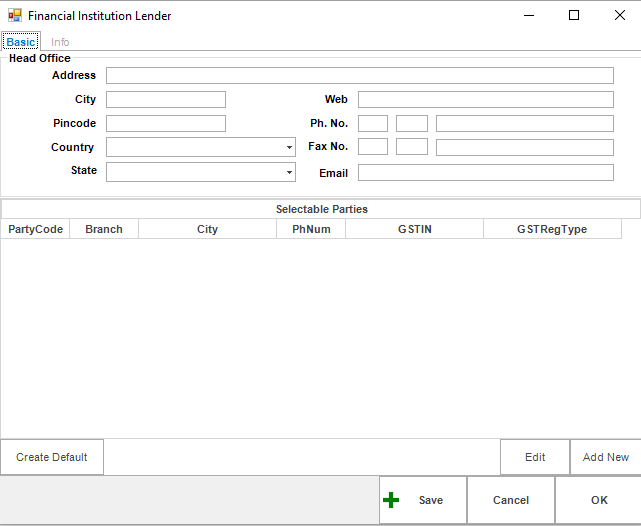 Financial Institution Lender
Basic Info
Head Office
Address
City Web
Pincode Ph. No.
Country Fax No.
State Email
Selectable Parties
PartyCode Branch City PhNum GSTIN GSTRegType
Create Default Edit Add New
Save Cancel OK